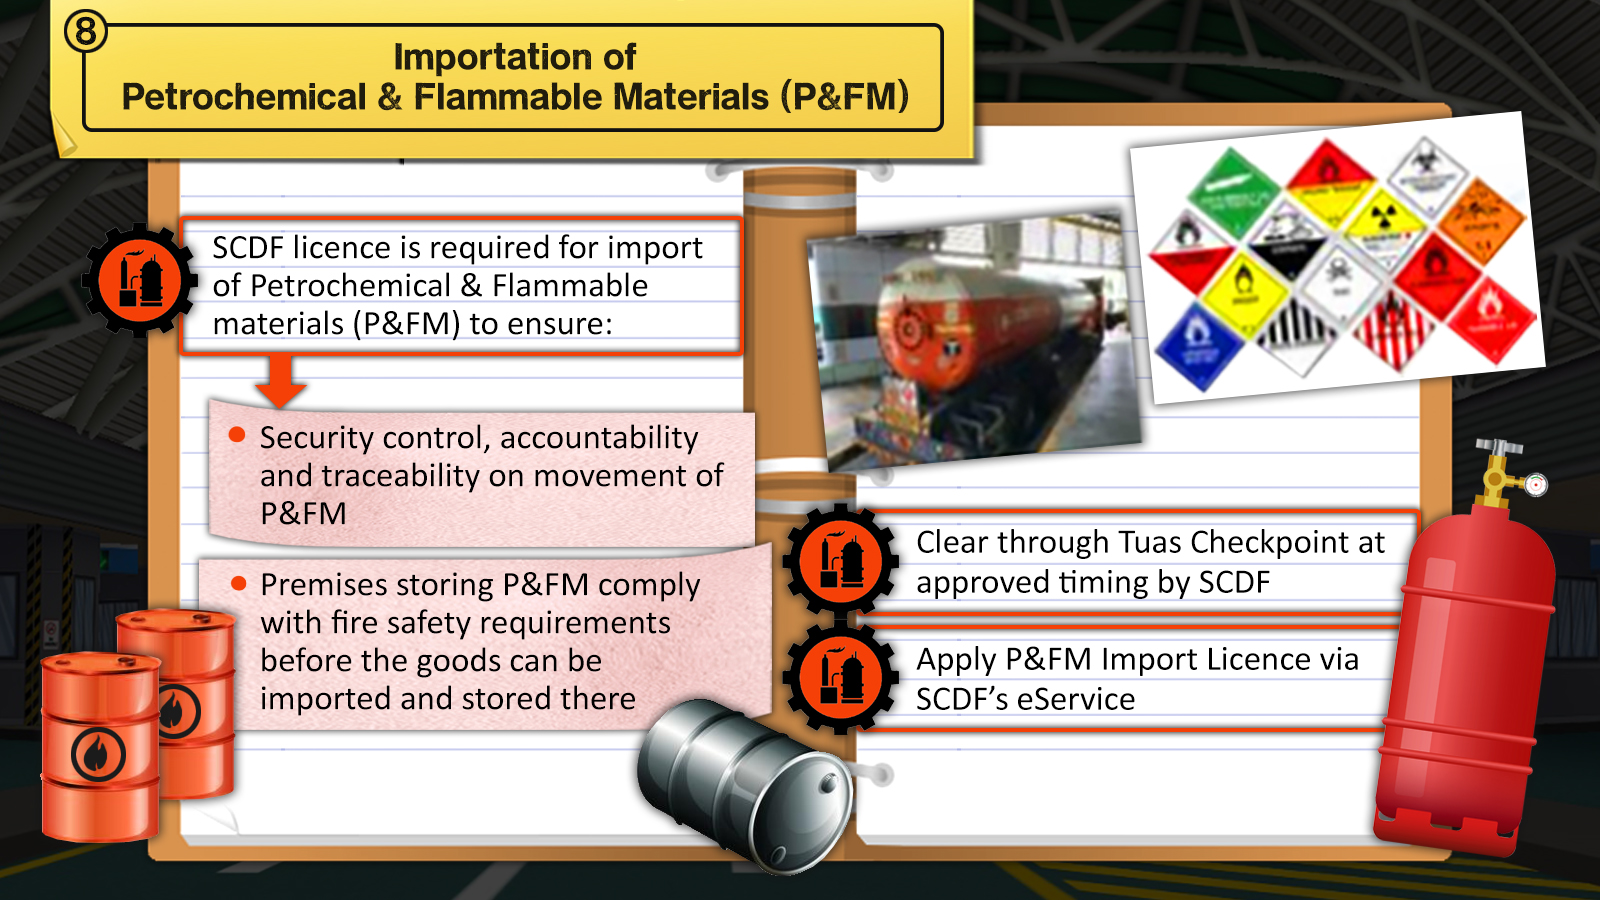 8
Importation of
Petrochemical & Flammable Materials (P&FM)
SCDF licence is required for import
of Petrochemical & Flammable
materials (P&FM) to ensure:
• Security control, accountability
and traceability on movement of
P&FM
• Premises storing P&FM comply
with fire safety requirements
before the goods can be
imported and stored there
Clear through Tuas Checkpoint at
approved timing by SCDF
Apply P&FM Import Licence via
SCDF’s eService